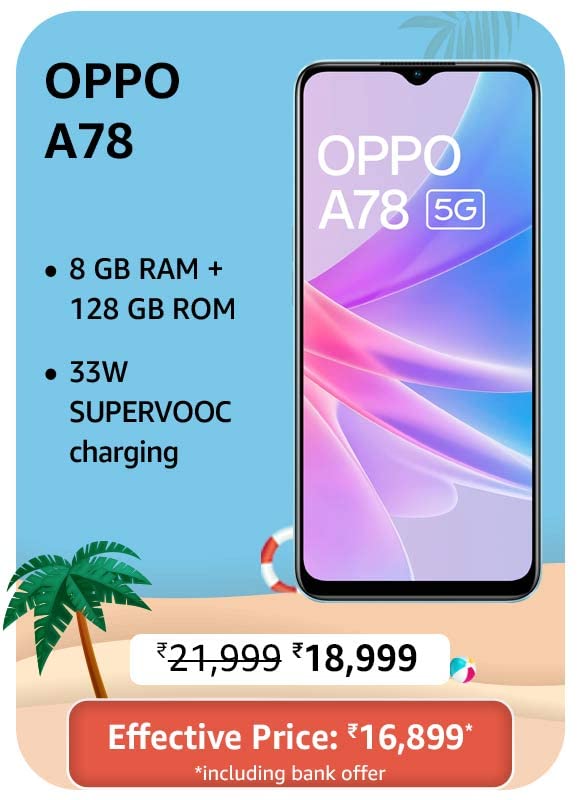 OPPO
A78
• 8 GB RAM +
128 GB ROM
• 33W
SUPERVOOC
charging
OPPO
A78 5G
₹21,999 ₹18,999
Effective Price: ₹16,899*
*including bank offer